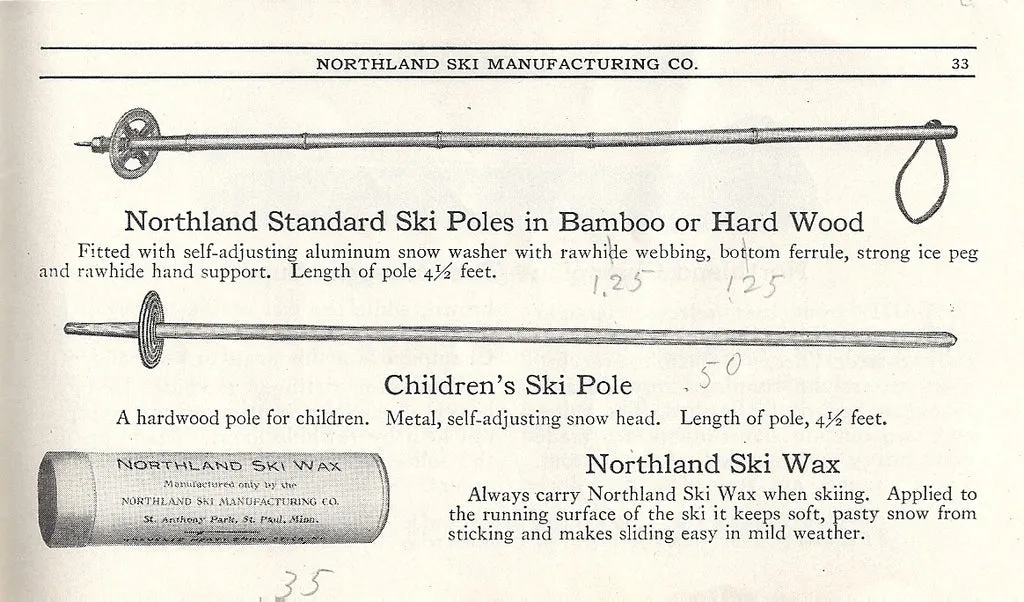 NORTHLAND SKI MANUFACTURING CO. 33
Northland Standard Ski Poles in Bamboo or Hard Wood
Fitted with self-adjusting aluminum snow washer with rawhide webbing, bottom ferrule, strong ice peg
and rawhide hand support. Length of pole 4½ feet.
1.25 1.25
50
Children's Ski Pole
A hardwood pole for children. Metal, self-adjusting snow head. Length of pole, 4½ feet.
NORTHLAND SKI WAX
Manufactured only by the
NORTHLAND SKI MANUFACTURING CO.
St. Anthony Park, St. Paul, Minn.
Northland Ski Wax
Always carry Northland Ski Wax when skiing. Applied to
the running surface of the ski it keeps soft, pasty snow from
sticking and makes sliding easy in mild weather.
.35